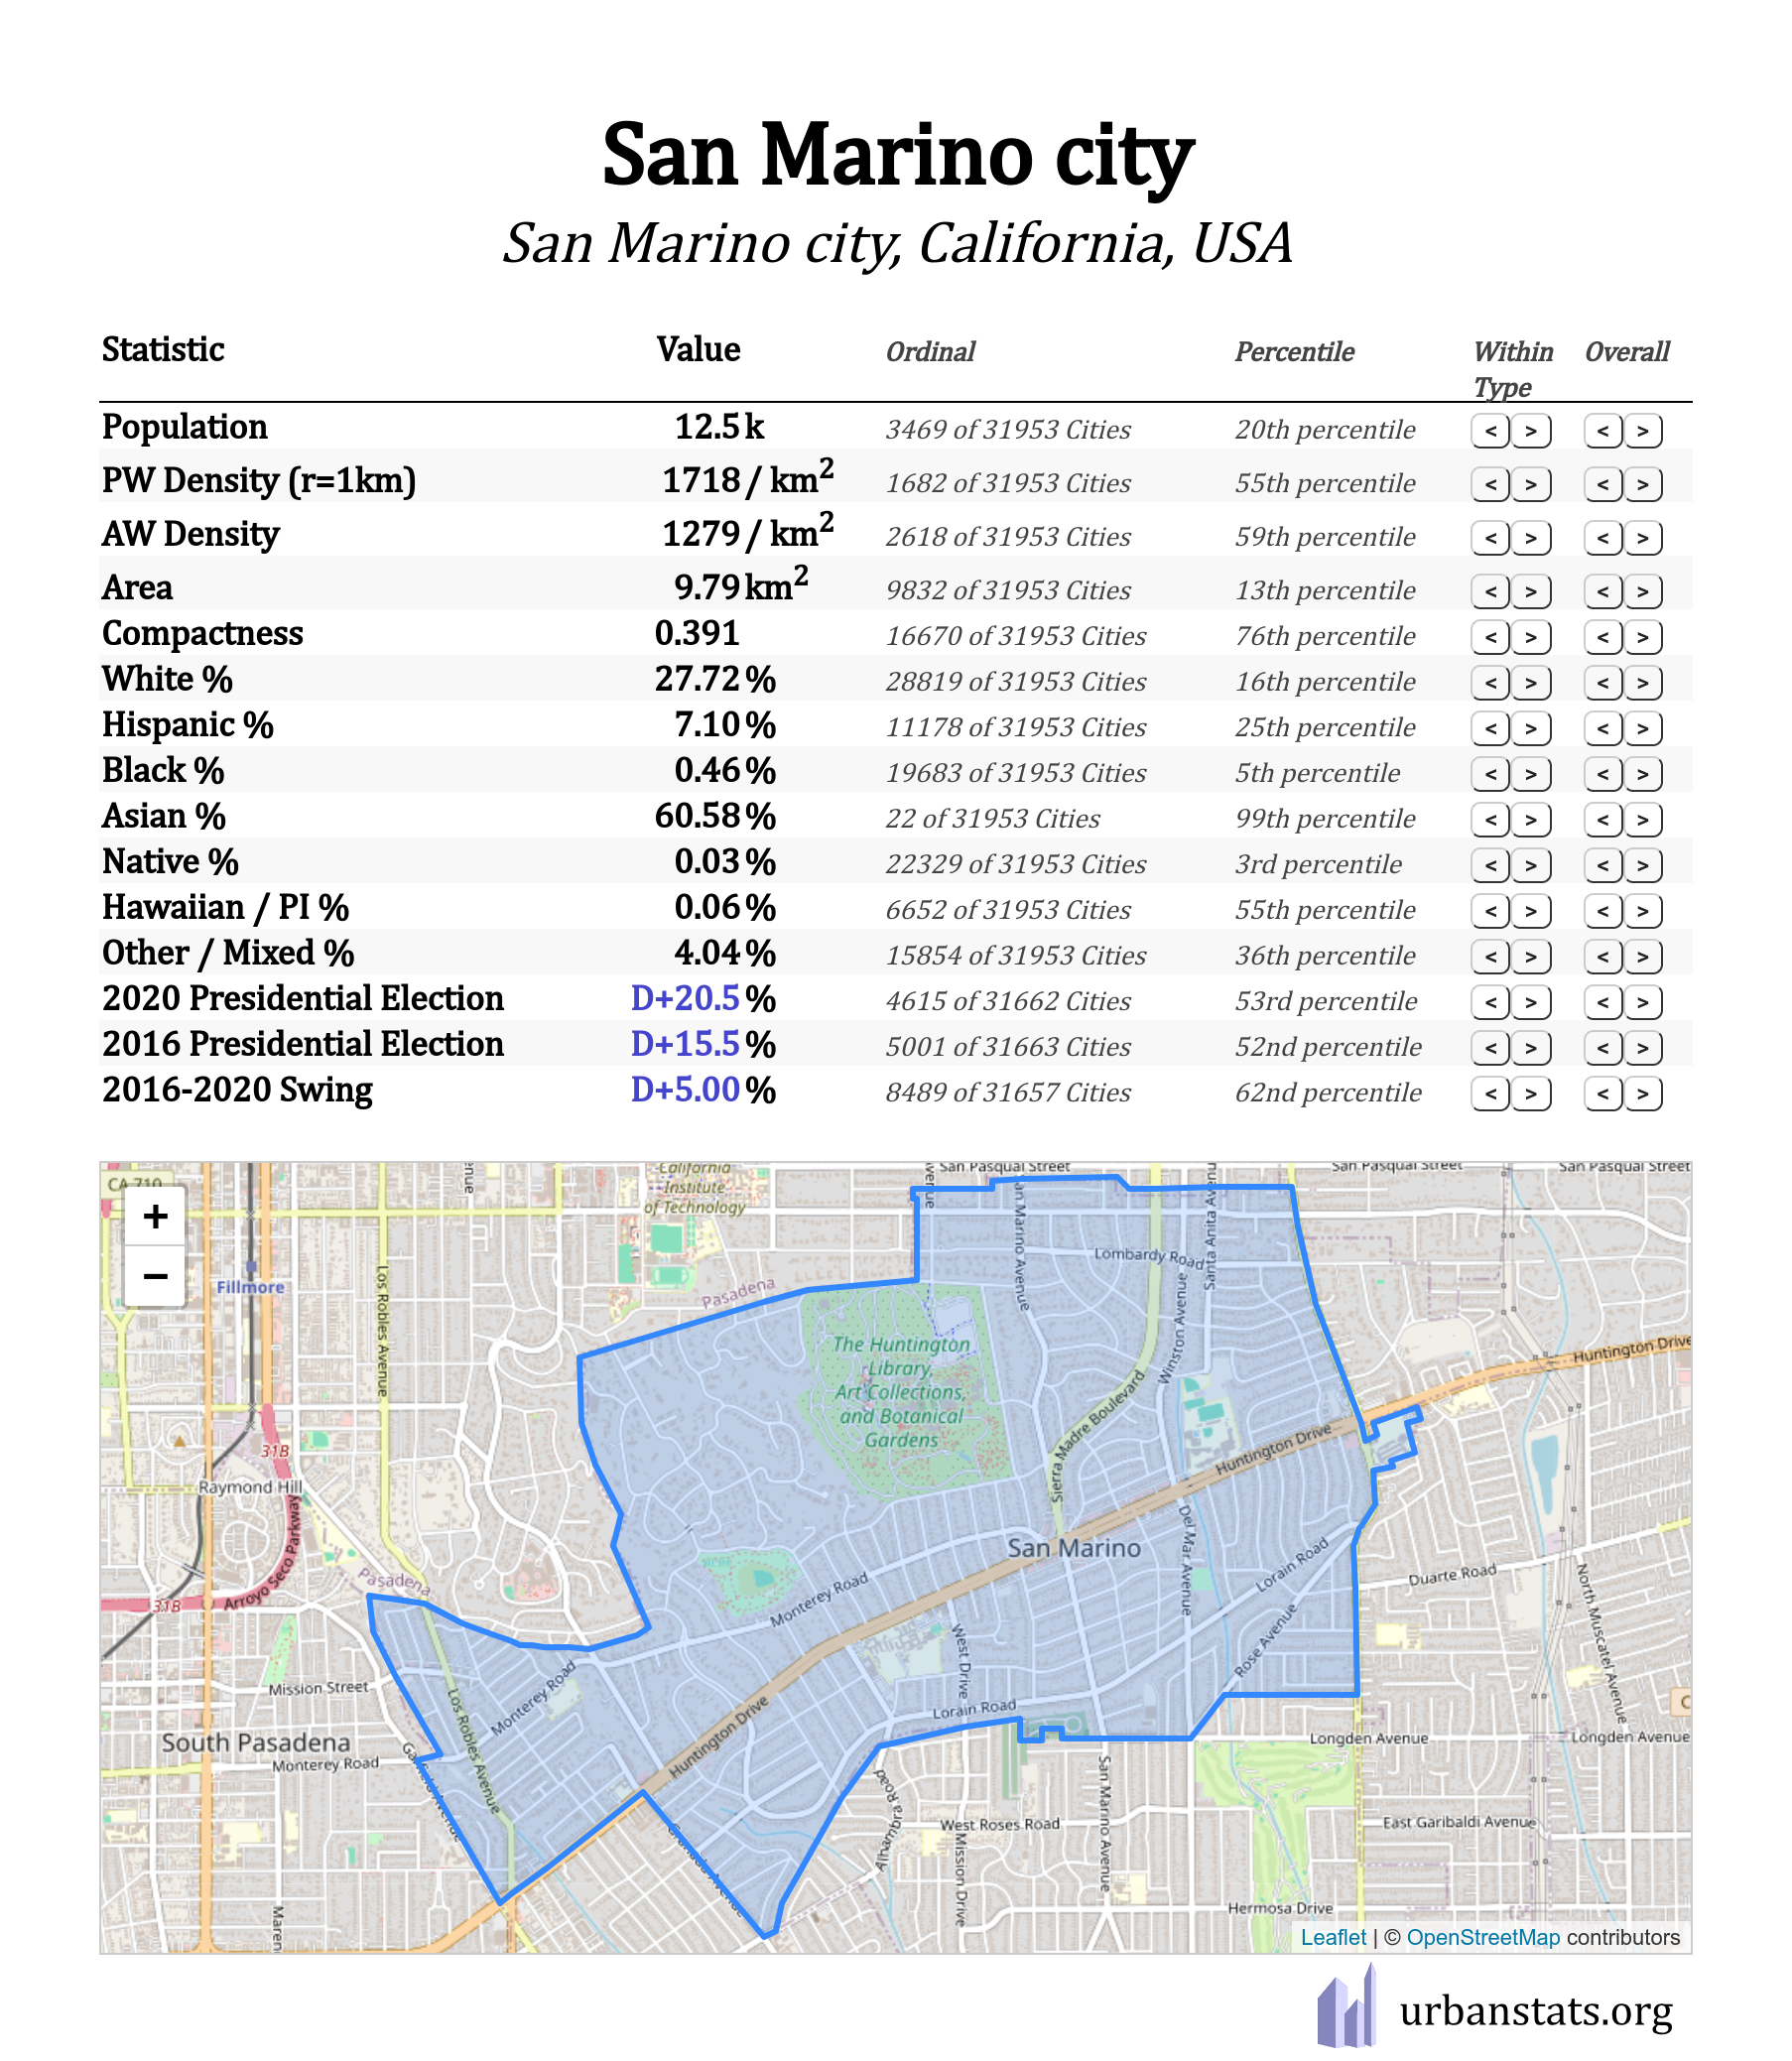 San Marino city
San Marino city, California, USA
Statistic Value Ordinal Percentile Within Type Overall
Population 12.5 k 3469 of 31953 Cities 20th percentile < > < >
PW Density (r=1km) 1718 / km² 1682 of 31953 Cities 55th percentile < > < >
AW Density 1279 / km² 2618 of 31953 Cities 59th percentile < > < >
Area 9.79 km² 9832 of 31953 Cities 13th percentile < > < >
Compactness 0.391 16670 of 31953 Cities 76th percentile < > < >
White % 27.72 % 28819 of 31953 Cities 16th percentile < > < >
Hispanic % 7.10 % 11178 of 31953 Cities 25th percentile < > < >
Black % 0.46 % 19683 of 31953 Cities 5th percentile < > < >
Asian % 60.58 % 22 of 31953 Cities 99th percentile < > < >
Native % 0.03 % 22329 of 31953 Cities 3rd percentile < > < >
Hawaiian / PI % 0.06 % 6652 of 31953 Cities 55th percentile < > < >
Other / Mixed % 4.04 % 15854 of 31953 Cities 36th percentile < > < >
2020 Presidential Election D+20.5 % 4615 of 31662 Cities 53rd percentile < > < >
2016 Presidential Election D+15.5 % 5001 of 31663 Cities 52nd percentile < > < >
2016-2020 Swing D+5.00 % 8489 of 31657 Cities 62nd percentile < > < >
San Pasqual Street
San Pasqual Street
San Pasqual Street
California
Institute
of Technology
CA 710
+
−
Fillmore
Los Robles Avenue
Pasadena
San Marino Avenue
Lombardy Road
Santa Anita Avenu
Winston Avenue
The Huntington
Library,
Art Collections,
and Botanical
Gardens
Sierra Madre Boulevard
Huntington Drive
Huntington Drive
31B
Raymond Hill
Arroyo Seco Parkway
31B
Pasadena
San Marino
Del Mar Avenue
Lorain Road
Duarte Road
North Muscatel Avenue
Monterey Road
West Drive
Rose Avenue
Mission Street
Monterey Road
Los Robles Avenue
Lorain Road
Huntington Drive
South Pasadena
Monterey Road
Garfield Avenue
Longden Avenue
Longden Avenue
Alhambra Road
West Roses Road
Mission Drive
San Marino Avenue
East Garibaldi Avenue
Granada Avenue
Hermosa Drive
Maren
Leaflet | © OpenStreetMap contributors
urbanstats.org